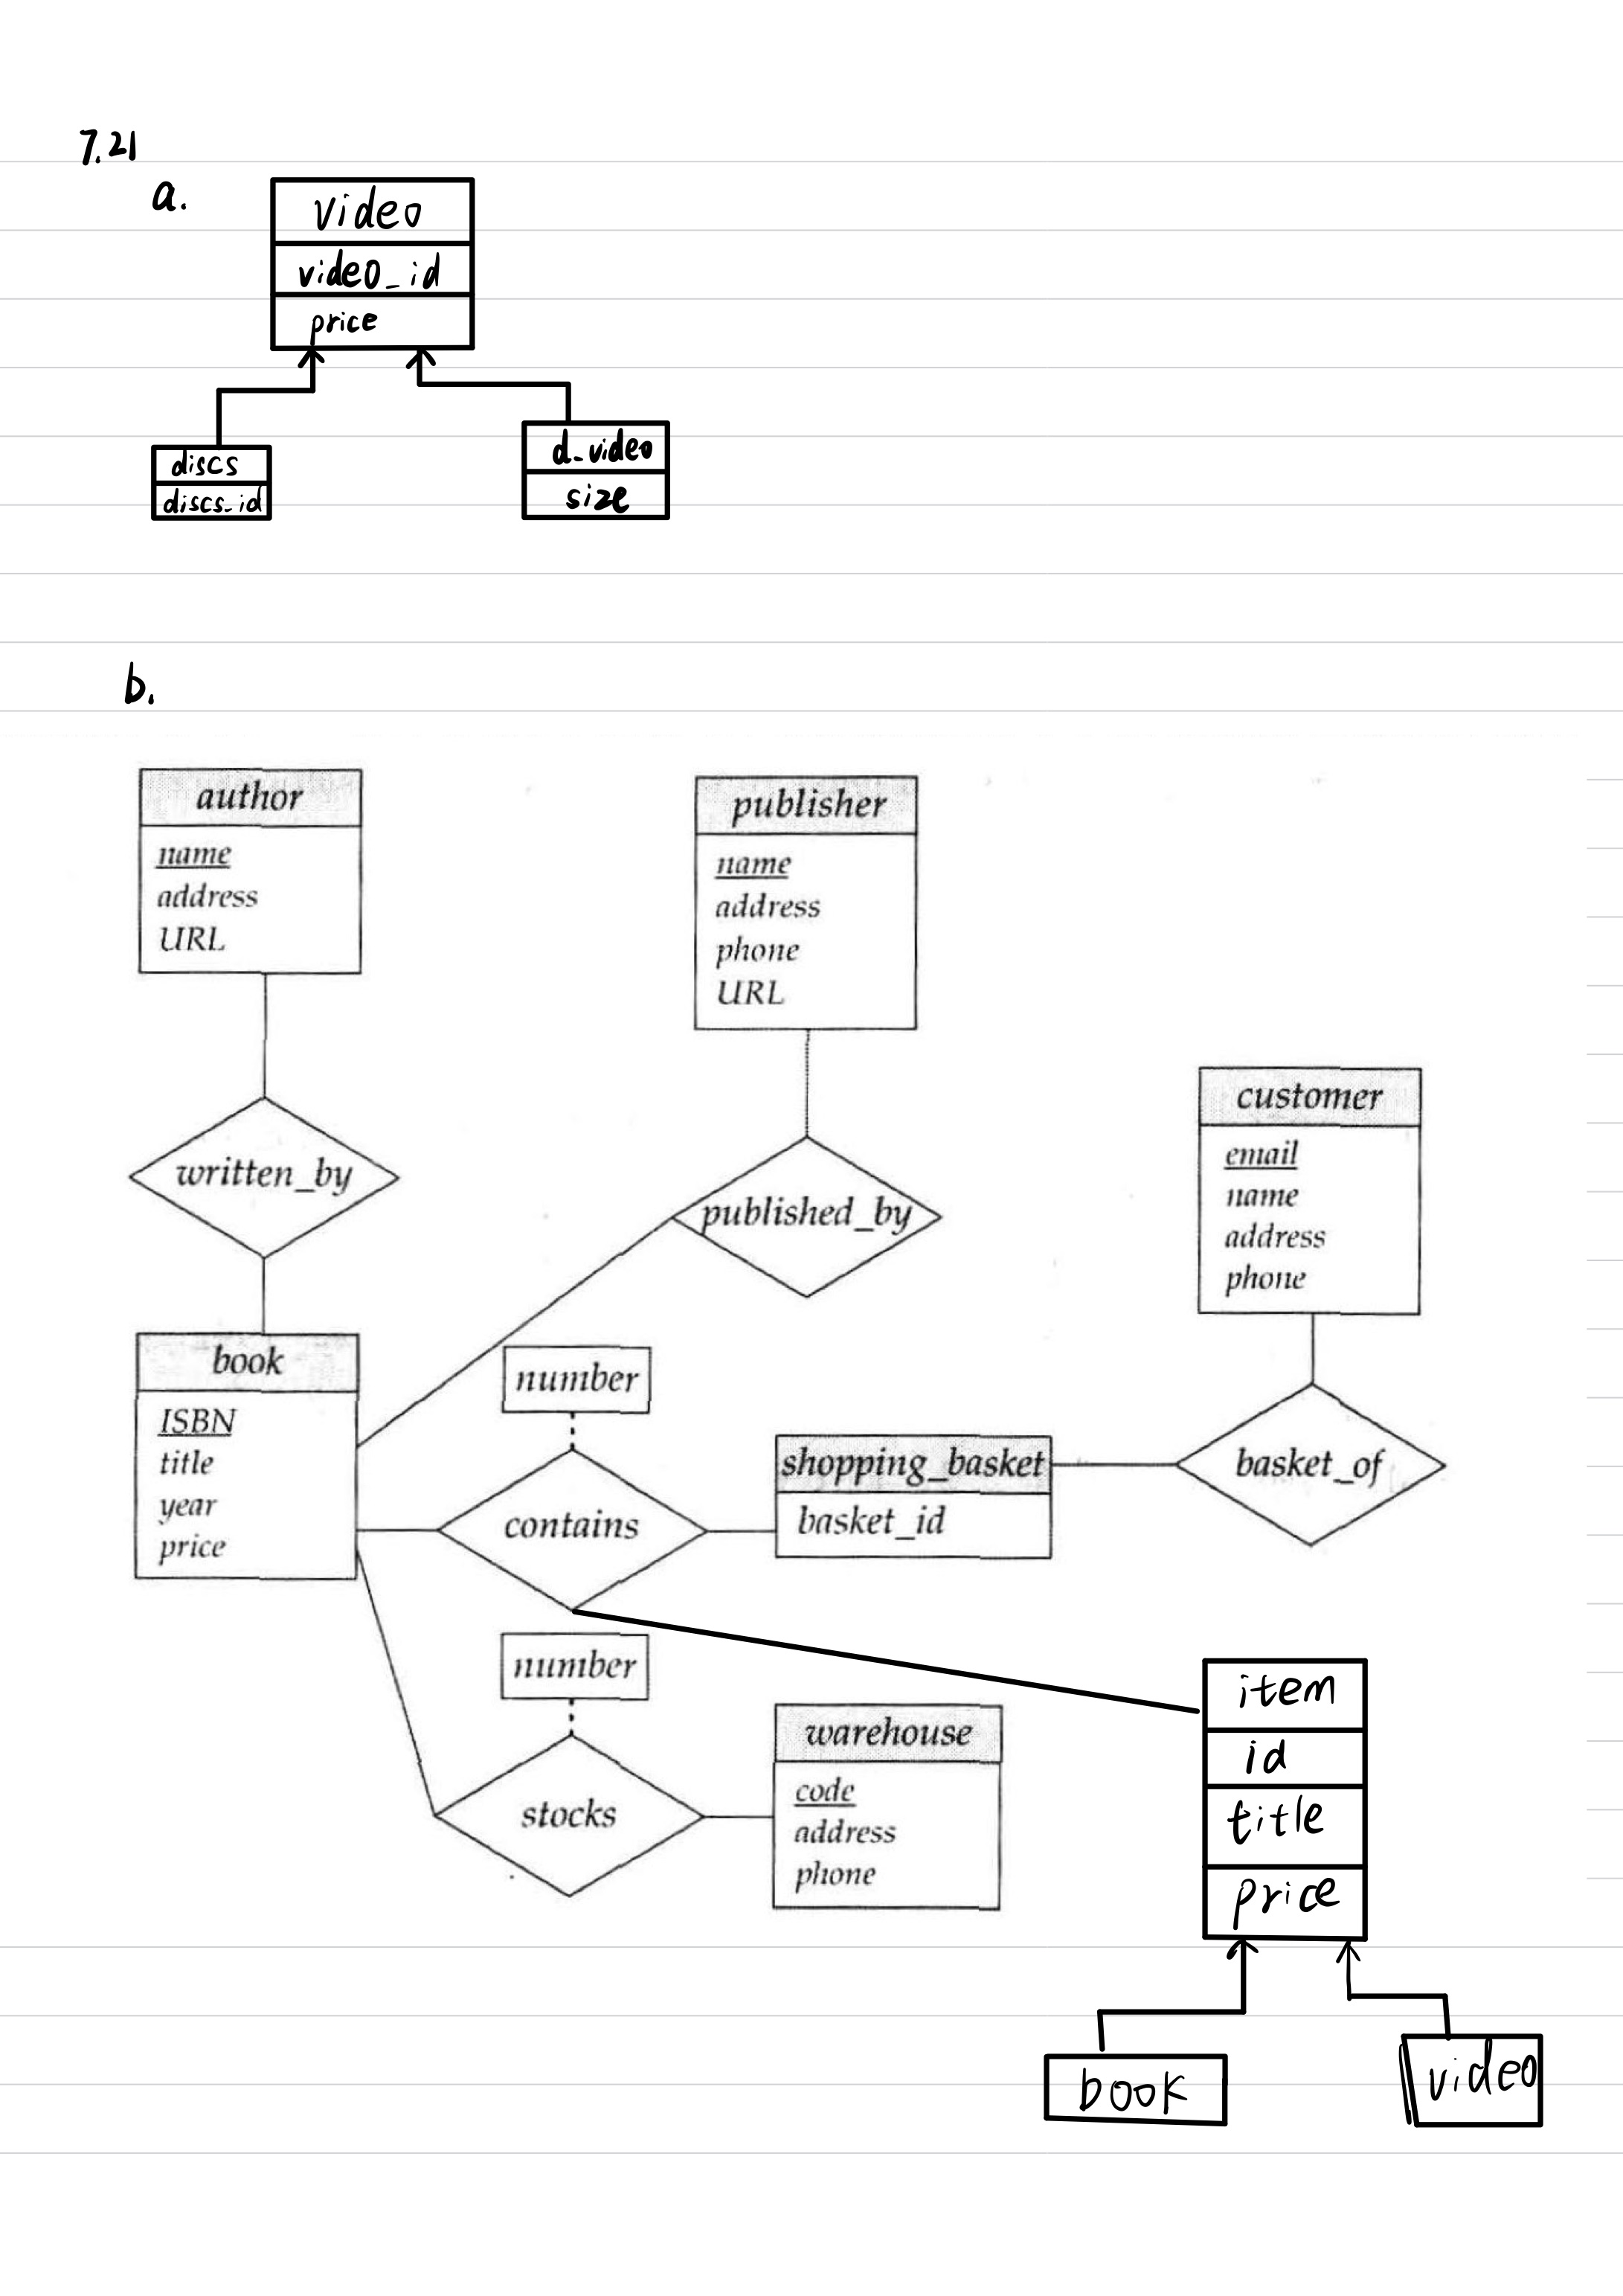 7.21
a.
video
video_id
price
discs
discs_id
d_video
size
b.
author
name
address
URL
publisher
name
address
phone
URL
customer
email
name
address
phone
written_by
published_by
book
ISBN
title
year
price
number
contains
shopping_basket
basket_id
basket_of
number
stocks
warehouse
code
address
phone
item
id
title
price
book
video